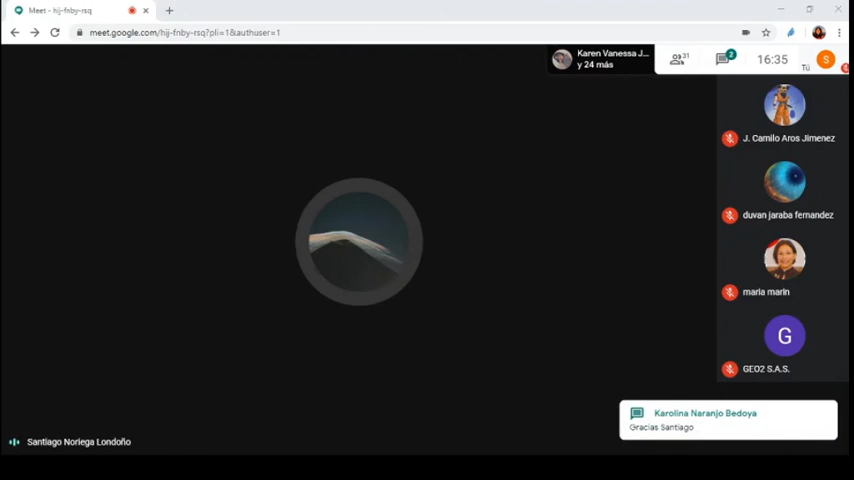 Meet - hij-fnby-rsq
meet.google.com/hij-fnby-rsq?pli=1&authuser=1
Karen Vanessa J...
y 24 más
31
2
16:35
Tú
S
J. Camilo Aros Jimenez
duvan jaraba fernandez
maria marin
G
GEO2 S.A.S.
Karolina Naranjo Bedoya
Gracias Santiago
Santiago Noriega Londoño